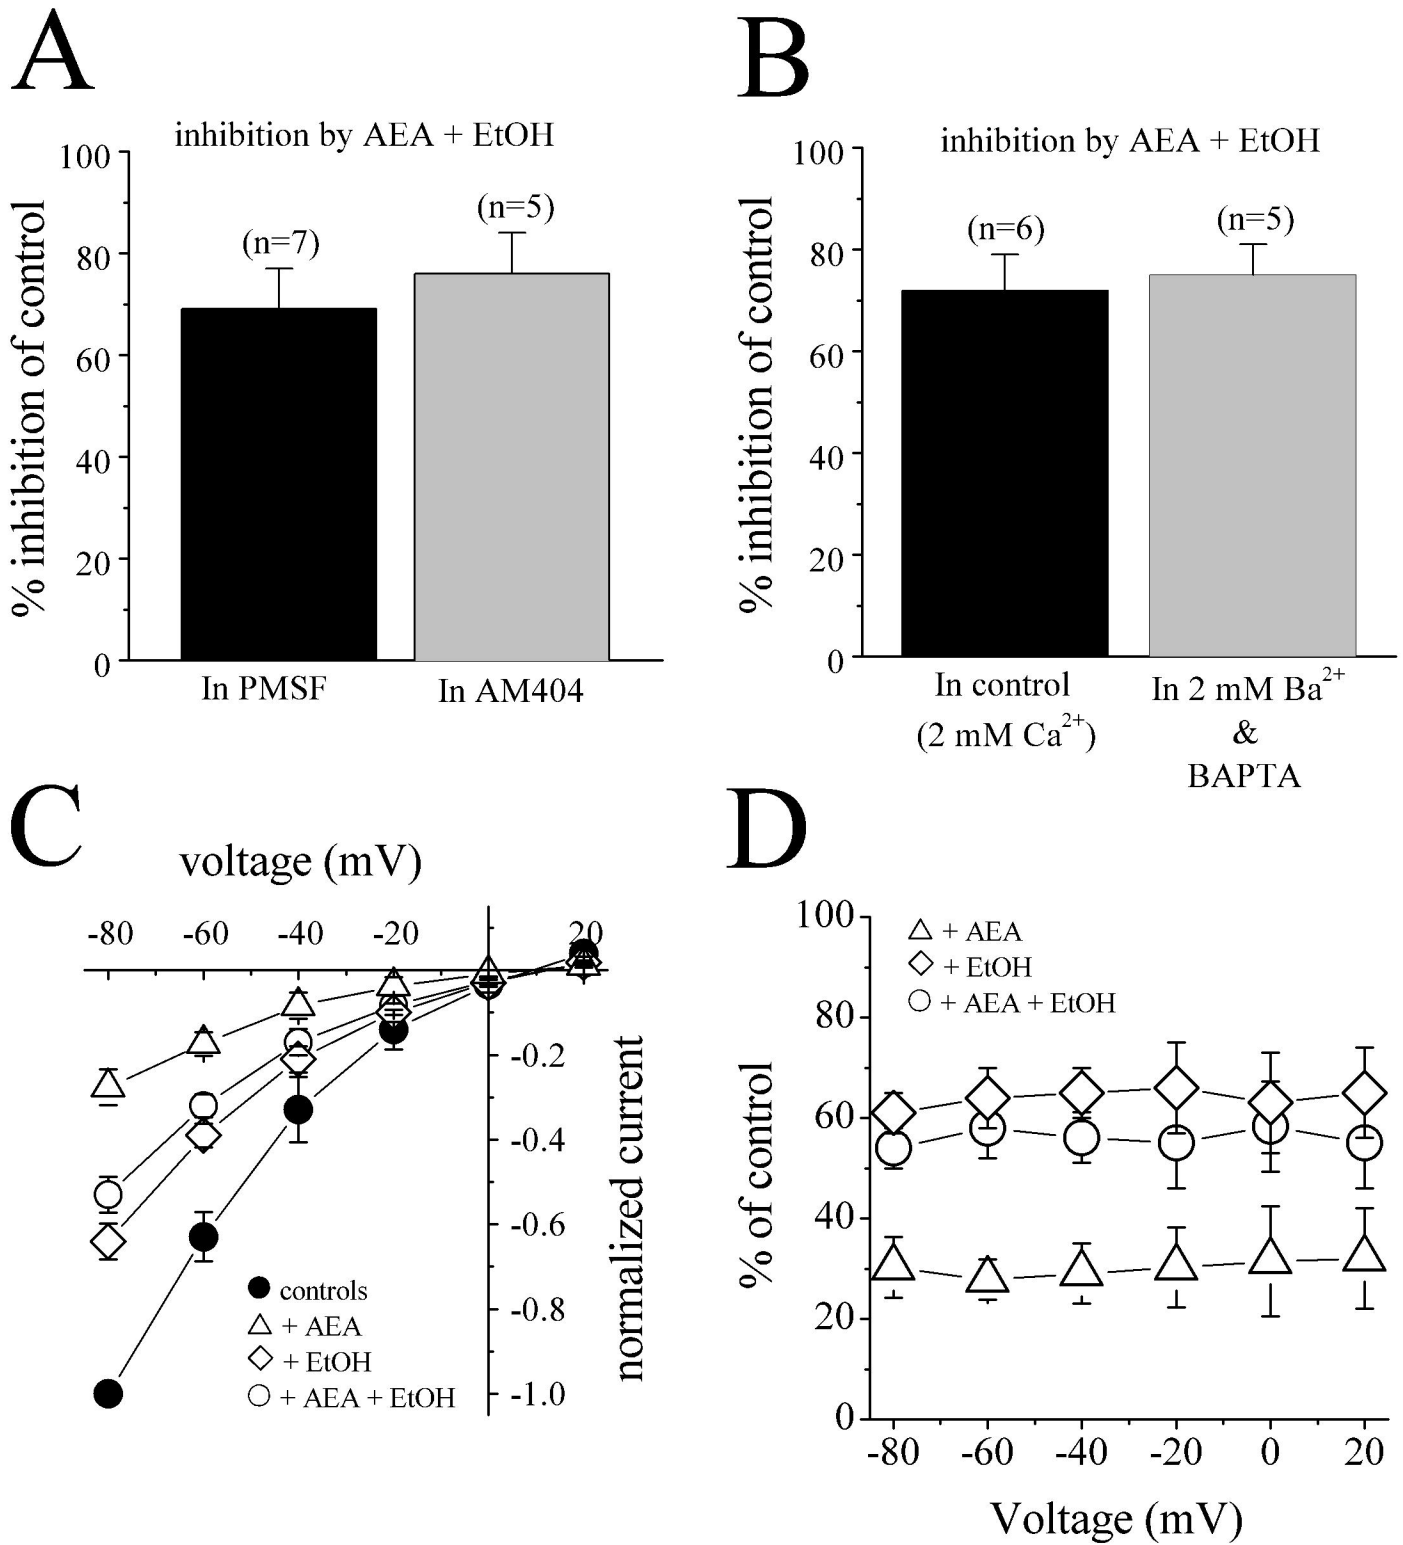 A
inhibition by AEA + EtOH
% inhibition of control
100
80
60
40
20
0
(n=7)
(n=5)
In PMSF
In AM404
B
inhibition by AEA + EtOH
% inhibition of control
100
80
60
40
20
0
(n=6)
(n=5)
In control
(2 mM Ca²⁺)
In 2 mM Ba²⁺
&
BAPTA
C
voltage (mV)
-80 -60 -40 -20 20
-0.2
-0.4
-0.6
-0.8
-1.0
normalized current
controls
+ AEA
+ EtOH
+ AEA + EtOH
D
% of control
100
80
60
40
20
0
+ AEA
+ EtOH
+ AEA + EtOH
-80 -60 -40 -20 0 20
Voltage (mV)